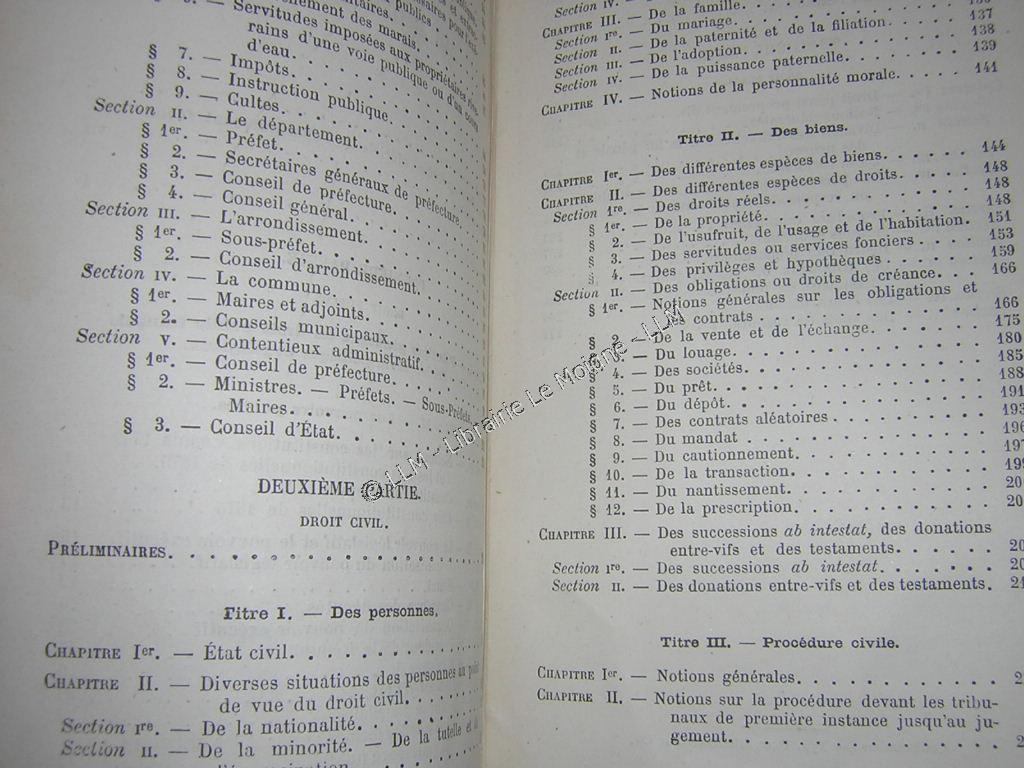 publics
des marais.
Servitudes imposées aux propriétaires
rains d'une voie publique ou d'un cours
d'eau.
§ 7. — Impôts.
§ 8. — Instruction publique.
§ 9. — Cultes.
Section II. — Le département.
§ 1er. — Préfet.
§ 2. — Secrétaires généraux de préfecture.
§ 3. — Conseil de préfecture.
§ 4. — Conseil général.
Section III. — L'arrondissement.
§ 1er. — Sous-préfet.
§ 2. — Conseil d'arrondissement.
Section IV. — La commune.
§ 1er. — Maires et adjoints.
§ 2. — Conseils municipaux.
Section V. — Contentieux administratif.
§ 1er. — Conseil de préfecture.
§ 2. — Ministres. — Préfets. — Sous-Préfets
Maires.
§ 3. — Conseil d'État.
DEUXIÈME PARTIE.
DROIT CIVIL.
PRÉLIMINAIRES.
Titre I. — Des personnes.
CHAPITRE Ier. — État civil.
CHAPITRE II. — Diverses situations des personnes au point
de vue du droit civil.
Section Ire. — De la nationalité.
Section II. — De la minorité. — De la tutelle et
Section IV. —
CHAPITRE III. — De la famille.
Section Ire. — Du mariage. 137
Section II. — De la paternité et de la filiation 138
Section III. — De l'adoption. 139
Section IV. — De la puissance paternelle.
CHAPITRE IV. — Notions de la personnalité morale. 141
Titre II. — Des biens.
CHAPITRE Ier. — Des différentes espèces de biens. 144
CHAPITRE II. — Des différentes espèces de droits. 148
Section Ire. — Des droits réels. 148
§ 1er. — De la propriété. 148
§ 2. — De l'usufruit, de l'usage et de l'habitation. 151
§ 3. — Des servitudes ou services fonciers 153
§ 4. — Des privilèges et hypothèques 159
Section II. — Des obligations ou droits de créance. 166
§ 1er. — Notions générales sur les obligations et
les contrats 166
§ 2. — De la vente et de l'échange. 175
§ 3. — Du louage. 180
§ 4. — Des sociétés. 185
§ 5. — Du prêt. 188
§ 6. — Du dépôt. 191
§ 7. — Des contrats aléatoires 193
§ 8. — Du mandat 196
§ 9. — Du cautionnement. 197
§ 10. — De la transaction. 199
§ 11. — Du nantissement. 20
§ 12. — De la prescription. 20
CHAPITRE III. — Des successions ab intestat, des donations
entre-vifs et des testaments. 20
Section Ire. — Des successions ab intestat. 20
Section II. — Des donations entre-vifs et des testaments. 21
Titre III. — Procédure civile.
CHAPITRE Ier. — Notions générales. 2
CHAPITRE II. — Notions sur la procédure devant les tribu-
naux de première instance jusqu'au ju-
gement. 2
© LLM - Librairie Le Moigne - LLM